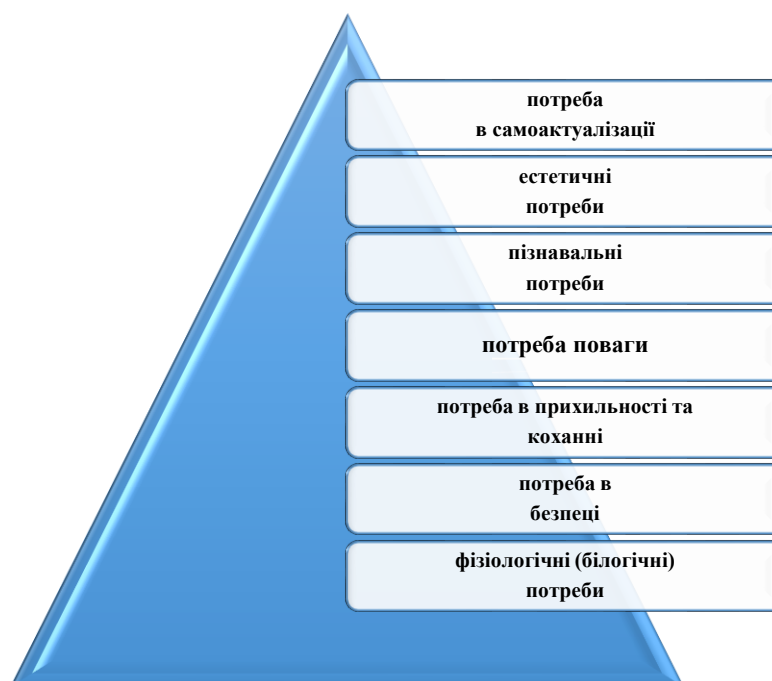 потреба
в самоактуалізації
естетичні
потреби
пізнавальні
потреби
потреба поваги
потреба в прихильності та
коханні
потреба в
безпеці
фізіологічні (білогічні)
потреби